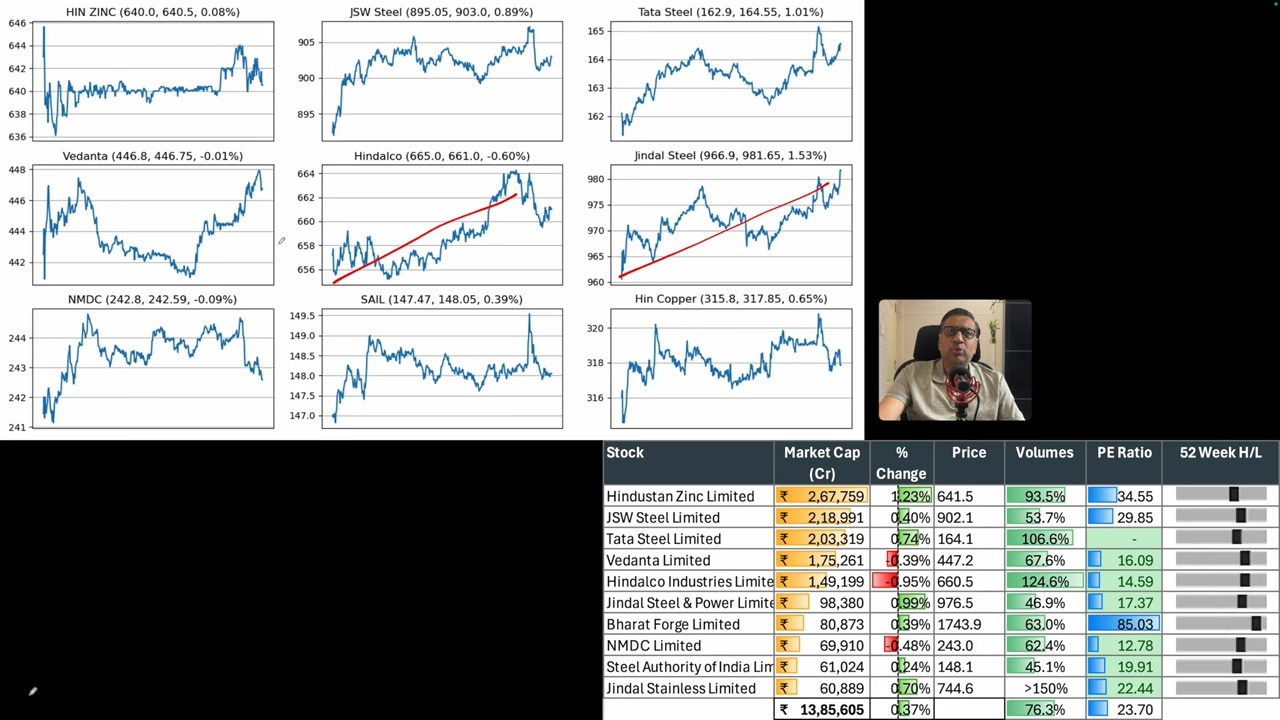 HIN ZINC (640.0, 640.5, 0.08%)
646
644
642
640
638
636
JSW Steel (895.05, 903.0, 0.89%)
905
900
895
Tata Steel (162.9, 164.55, 1.01%)
165
164
163
162
Vedanta (446.8, 446.75, -0.01%)
448
446
444
442
Hindalco (665.0, 661.0, -0.60%)
664
662
660
658
656
Jindal Steel (966.9, 981.65, 1.53%)
980
975
970
965
960
NMDC (242.8, 242.59, -0.09%)
244
243
242
241
SAIL (147.47, 148.05, 0.39%)
149.5
149.0
148.5
148.0
147.5
147.0
Hin Copper (315.8, 317.85, 0.65%)
320
318
316
Stock Market Cap (Cr) % Change Price Volumes PE Ratio 52 Week H/L
Hindustan Zinc Limited ₹ 2,67,759 1.23% 641.5 93.5% 34.55
JSW Steel Limited ₹ 2,18,991 0.40% 902.1 53.7% 29.85
Tata Steel Limited ₹ 2,03,319 0.74% 164.1 106.6% -
Vedanta Limited ₹ 1,75,261 -0.39% 447.2 67.6% 16.09
Hindalco Industries Limite ₹ 1,49,199 -0.95% 660.5 124.6% 14.59
Jindal Steel & Power Limite ₹ 98,380 0.99% 976.5 46.9% 17.37
Bharat Forge Limited ₹ 80,873 0.39% 1743.9 63.0% 85.03
NMDC Limited ₹ 69,910 -0.48% 243.0 62.4% 12.78
Steel Authority of India Lim ₹ 61,024 0.24% 148.1 45.1% 19.91
Jindal Stainless Limited ₹ 60,889 0.70% 744.6 >150% 22.44
₹ 13,85,605 0.37% 76.3% 23.70